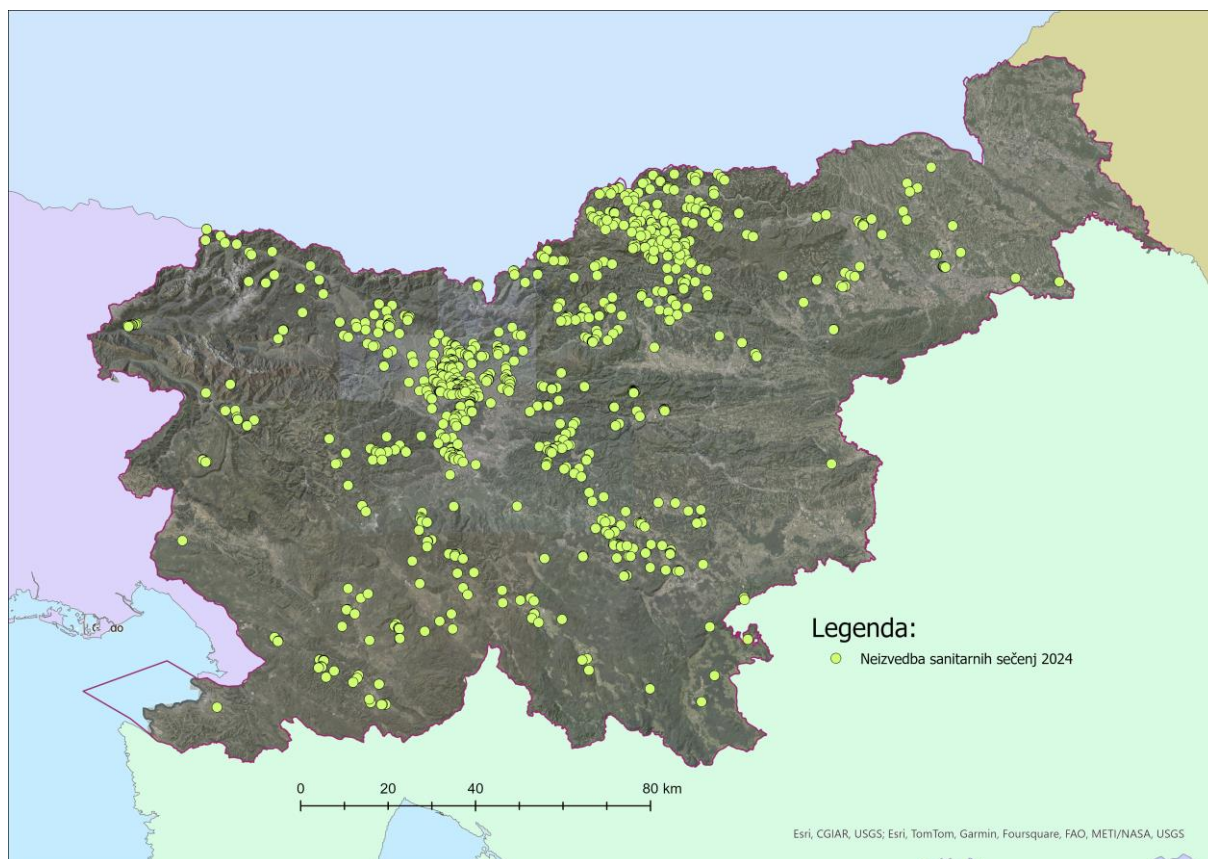 Legenda:
Neizvedba sanitarnih sečenj 2024
0 20 40 80 km
Esri, CGIAR, USGS; Esri, TomTom, Garmin, Foursquare, FAO, METI/NASA, USGS